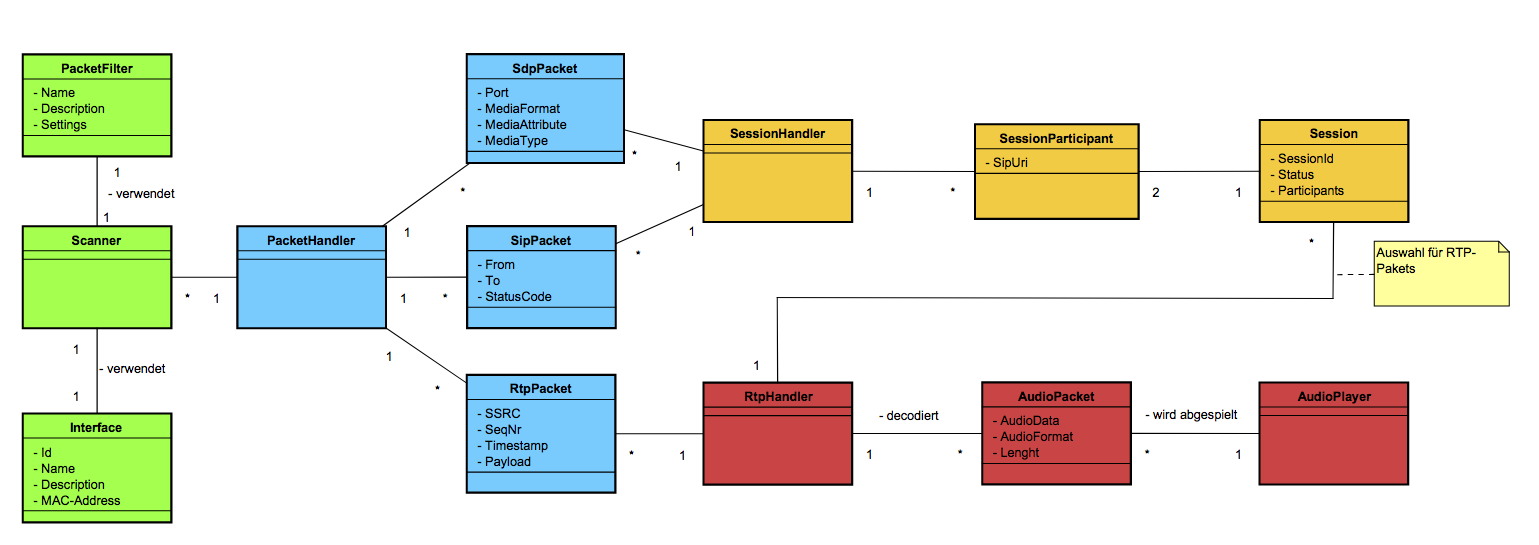 PacketFilter
- Name
- Description
- Settings
1
- verwendet
1
Scanner
* 1
1
- verwendet
1
Interface
- Id
- Name
- Description
- MAC-Address
PacketHandler
1
*
1 *
1
*
SdpPacket
- Port
- MediaFormat
- MediaAttribute
- MediaType
*
1
SipPacket
- From
- To
- StatusCode
*
1
RtpPacket
- SSRC
- SeqNr
- Timestamp
- Payload
* 1
SessionHandler
1 *
SessionParticipant
- SipUri
2 1
Session
- SessionId
- Status
- Participants
*
Auswahl für RTP-
Pakets
1
RtpHandler
- decodiert
1 *
AudioPacket
- AudioData
- AudioFormat
- Lenght
- wird abgespielt
* 1
AudioPlayer